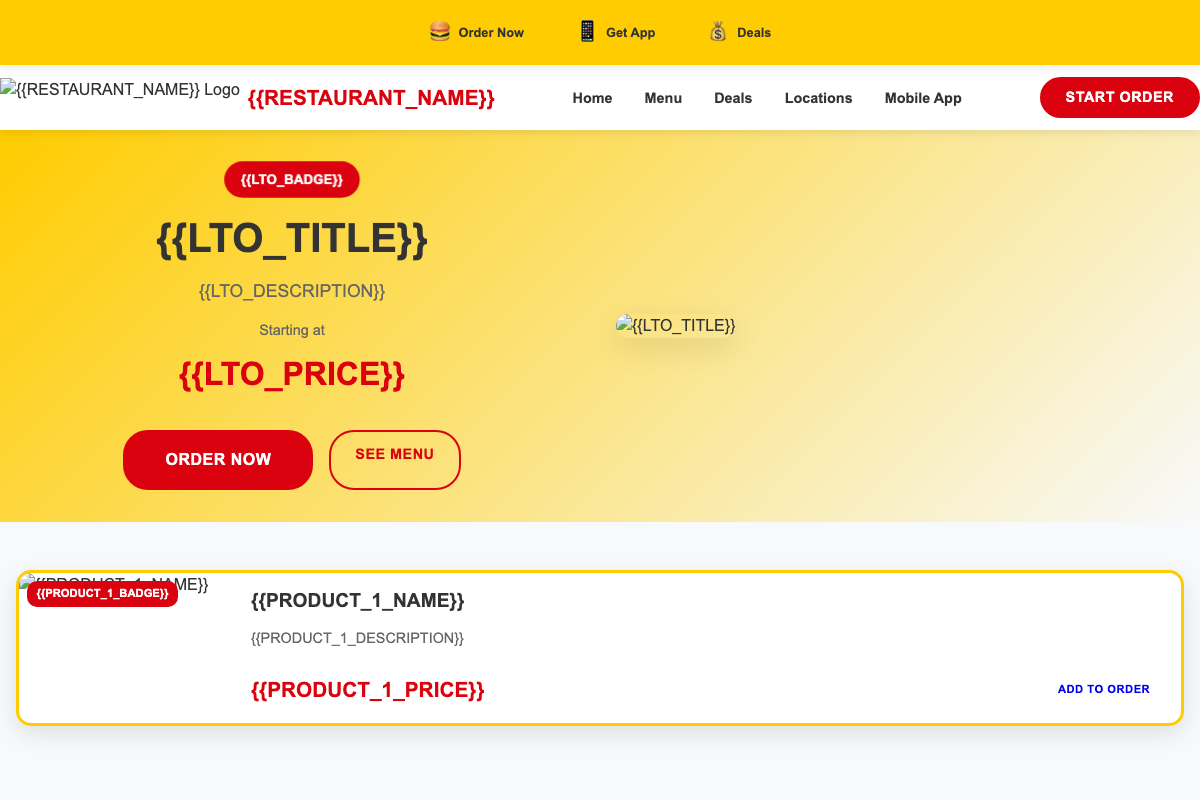 Order Now
Get App
Deals
{{RESTAURANT_NAME}} Logo
{{RESTAURANT_NAME}}
Home
Menu
Deals
Locations
Mobile App
START ORDER
{{LTO_BADGE}}
{{LTO_TITLE}}
{{LTO_DESCRIPTION}}
Starting at
{{LTO_PRICE}}
{{LTO_TITLE}}
ORDER NOW
SEE MENU
{{PRODUCT_1_NAME}}
{{PRODUCT_1_BADGE}}
{{PRODUCT_1_NAME}}
{{PRODUCT_1_DESCRIPTION}}
{{PRODUCT_1_PRICE}}
ADD TO ORDER